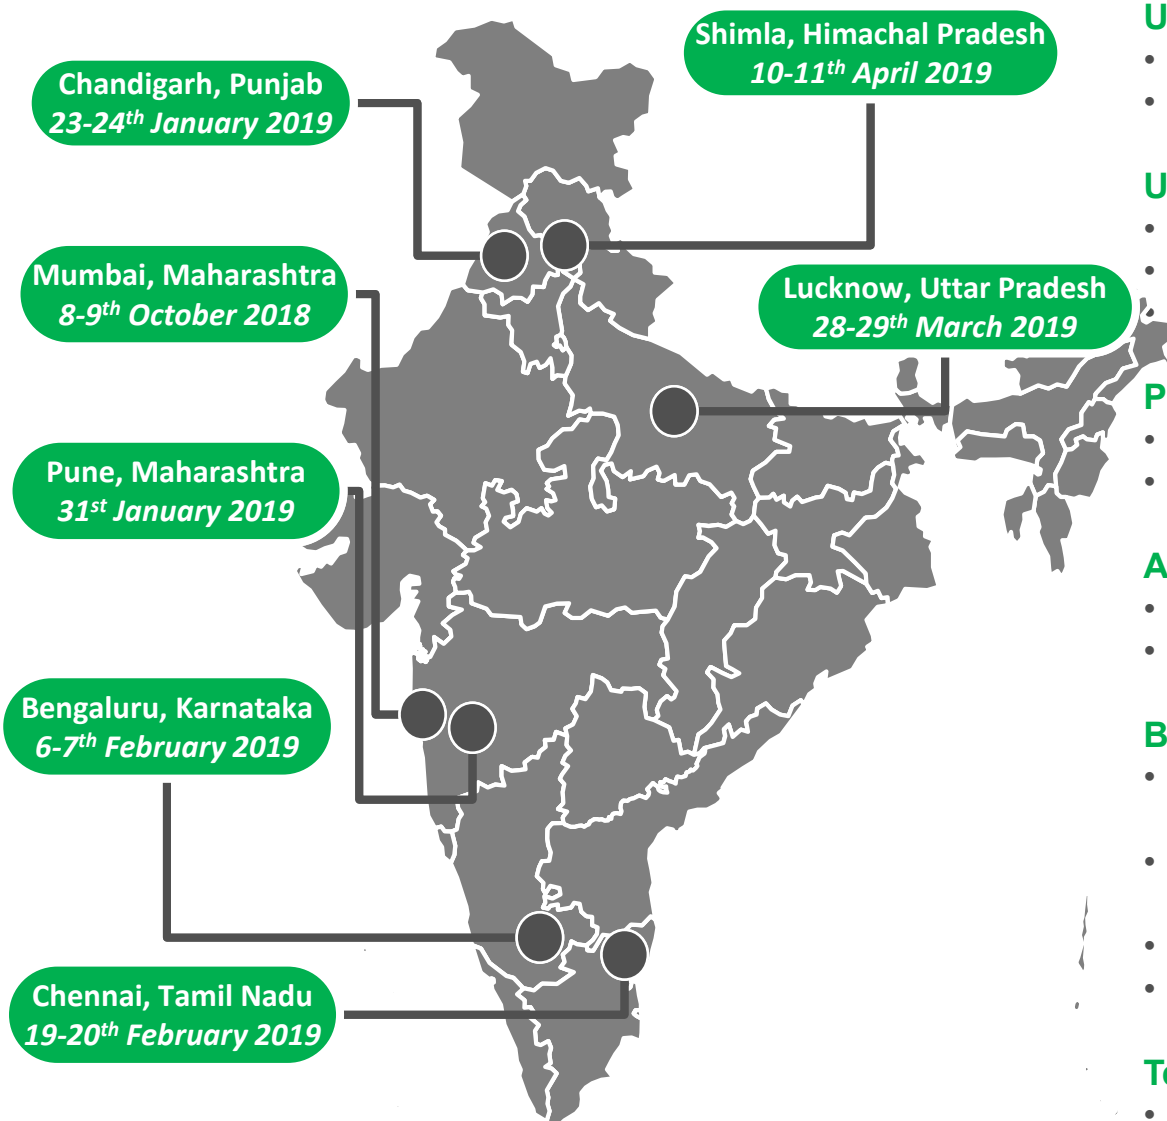 Shimla, Himachal Pradesh
10-11th April 2019
Chandigarh, Punjab
23-24th January 2019
Mumbai, Maharashtra
8-9th October 2018
Lucknow, Uttar Pradesh
28-29th March 2019
Pune, Maharashtra
31st January 2019
Bengaluru, Karnataka
6-7th February 2019
Chennai, Tamil Nadu
19-20th February 2019
U
U
P
A
B